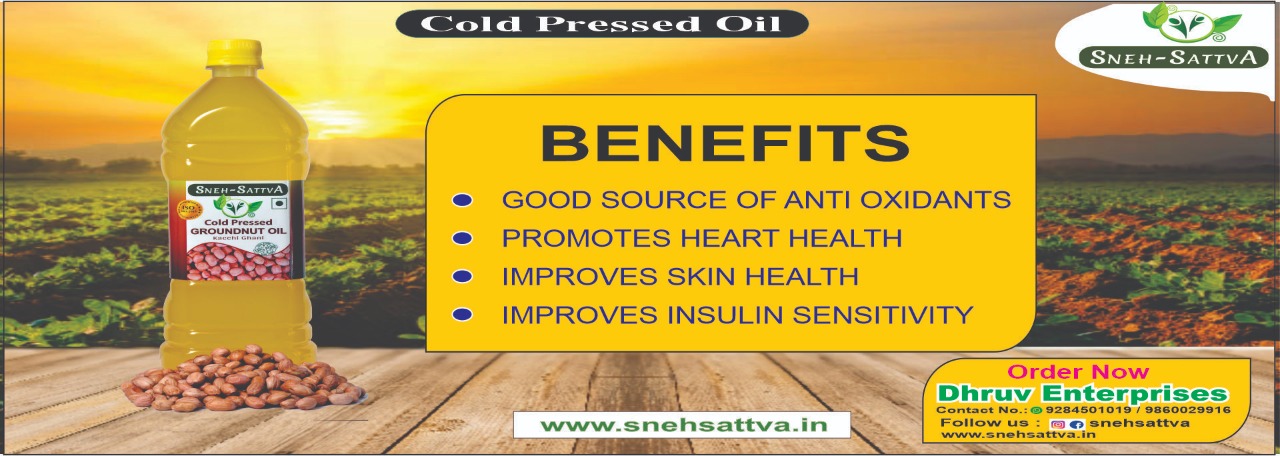 Cold Pressed Oil
SNEH-SATTVA
BENEFITS
GOOD SOURCE OF ANTI OXIDANTS
PROMOTES HEART HEALTH
IMPROVES SKIN HEALTH
IMPROVES INSULIN SENSITIVITY
SNEH-SATTVA
ISO
Cold Pressed
GROUNDNUT OIL
Kacchi Ghani
Order Now
Dhruv Enterprises
Contact No.: 9284501019 / 9860029916
Follow us : snehsattva
www.snehsattva.in
www.snehsattva.in